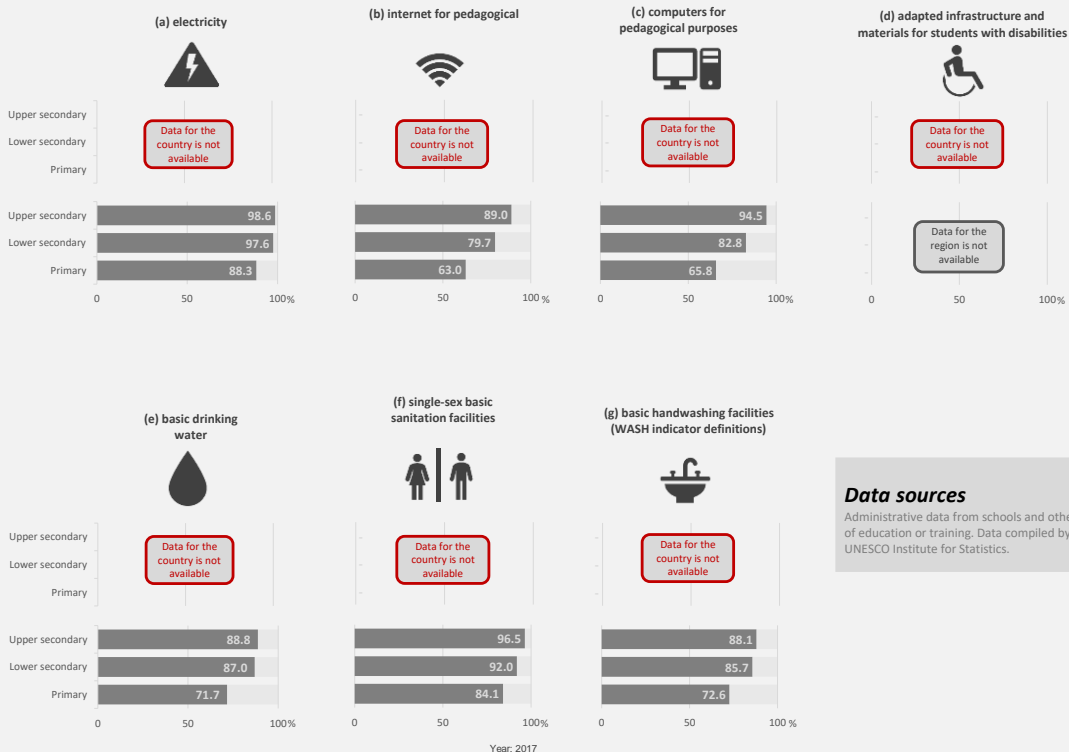 (a) electricity
(b) internet for pedagogical
(c) computers for
pedagogical purposes
(d) adapted infrastructure and
materials for students with disabilities
Upper secondary
Lower secondary
Primary
Data for the
country is not
available
Data for the
country is not
available
Data for the
country is not
available
Data for the
country is not
available
Upper secondary
Lower secondary
Primary
98.6
97.6
88.3
0 50 100%
89.0
79.7
63.0
0 50 100 %
94.5
82.8
65.8
0 50 100%
Data for the
region is not
available
0 50 100%
(e) basic drinking
water
(f) single-sex basic
sanitation facilities
(g) basic handwashing facilities
(WASH indicator definitions)
Upper secondary
Lower secondary
Primary
Data for the
country is not
available
Data for the
country is not
available
Data for the
country is not
available
Upper secondary
Lower secondary
Primary
88.8
87.0
71.7
0 50 100%
96.5
92.0
84.1
0 50 100 %
88.1
85.7
72.6
0 50 100%
Data sources
Administrative data from schools and othe
of education or training. Data compiled by
UNESCO Institute for Statistics.
Year: 2017